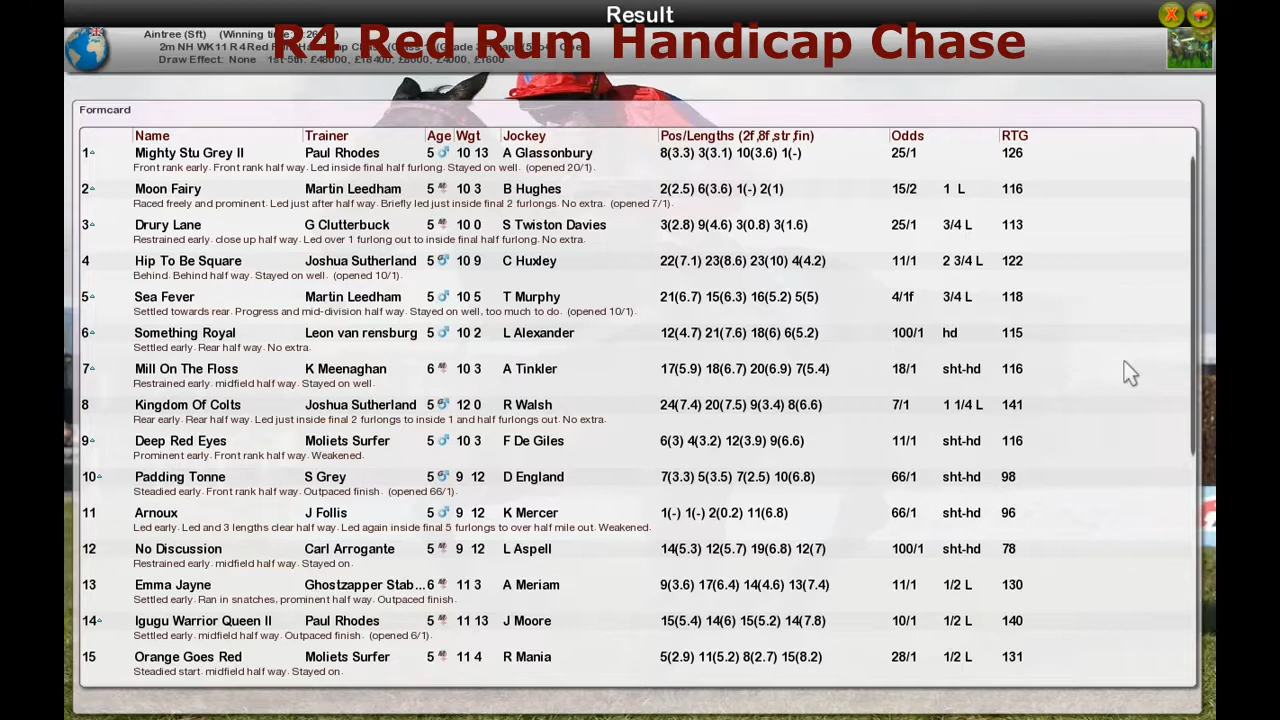 Result
R4 Red Rum Handicap Chase
Aintree (Sft) (Winning time
2m NH WK11 R4 Red
Draw Effect: None 1st-5th: £48000, £18400, £8000, £4000, £1600
Formcard
Name Trainer Age Wgt Jockey Pos/Lengths (2f,8f,str,fin) Odds RTG
1 Mighty Stu Grey II Paul Rhodes 5 10 13 A Glassonbury 8(3.3) 3(3.1) 10(3.6) 1(-) 25/1 126
Front rank early. Front rank half way. Led inside final half furlong. Stayed on well. (opened 20/1).
2 Moon Fairy Martin Leedham 5 10 3 B Hughes 2(2.5) 6(3.6) 1(-) 2(1) 15/2 1 L 116
Raced freely and prominent. Led just after half way. Briefly led just inside final 2 furlongs. No extra. (opened 7/1).
3 Drury Lane G Clutterbuck 5 10 0 S Twiston Davies 3(2.8) 9(4.6) 3(0.8) 3(1.6) 25/1 3/4 L 113
Restrained early. close up half way. Led over 1 furlong out to inside final half furlong. No extra.
4 Hip To Be Square Joshua Sutherland 5 10 9 C Huxley 22(7.1) 23(8.6) 23(10) 4(4.2) 11/1 2 3/4 L 122
Behind. Behind half way. Stayed on well. (opened 10/1).
5 Sea Fever Martin Leedham 5 10 5 T Murphy 21(6.7) 15(6.3) 16(5.2) 5(5) 4/1f 3/4 L 118
Settled towards rear. Progress and mid-division half way. Stayed on well, too much to do. (opened 10/1).
6 Something Royal Leon van rensburg 5 10 2 L Alexander 12(4.7) 21(7.6) 18(6) 6(5.2) 100/1 hd 115
Settled early. Rear half way. No extra.
7 Mill On The Floss K Meenaghan 6 10 3 A Tinkler 17(5.9) 18(6.7) 20(6.9) 7(5.4) 18/1 sht-hd 116
Restrained early. midfield half way. Stayed on well.
8 Kingdom Of Colts Joshua Sutherland 5 12 0 R Walsh 24(7.4) 20(7.5) 9(3.4) 8(6.6) 7/1 1 1/4 L 141
Rear early. Rear half way. Led just inside final 2 furlongs to inside 1 and half furlongs out. No extra.
9 Deep Red Eyes Moliets Surfer 5 10 3 F De Giles 6(3) 4(3.2) 12(3.9) 9(6.6) 11/1 sht-hd 116
Prominent early. Front rank half way. Weakened.
10 Padding Tonne S Grey 5 9 12 D England 7(3.3) 5(3.5) 7(2.5) 10(6.8) 66/1 sht-hd 98
Steadied early. Front rank half way. Outpaced finish. (opened 66/1).
11 Arnoux J Follis 5 9 12 K Mercer 1(-) 1(-) 2(0.2) 11(6.8) 66/1 sht-hd 96
Led early. Led and 3 lengths clear half way. Led again inside final 5 furlongs to over half mile out. Weakened.
12 No Discussion Carl Arrogante 5 9 12 L Aspell 14(5.3) 12(5.7) 19(6.8) 12(7) 100/1 sht-hd 78
Restrained early. midfield half way. Stayed on.
13 Emma Jayne Ghostzapper Stab... 6 11 3 A Meriam 9(3.6) 17(6.4) 14(4.6) 13(7.4) 11/1 1/2 L 130
Settled early. Ran in snatches, prominent half way. Outpaced finish.
14 Igugu Warrior Queen II Paul Rhodes 5 11 13 J Moore 15(5.4) 14(6) 15(5.2) 14(7.8) 10/1 1/2 L 140
Settled early. midfield half way. Outpaced finish. (opened 6/1).
15 Orange Goes Red Moliets Surfer 5 11 4 R Mania 5(2.9) 11(5.2) 8(2.7) 15(8.2) 28/1 1/2 L 131
Steadied start. midfield half way. Stayed on.